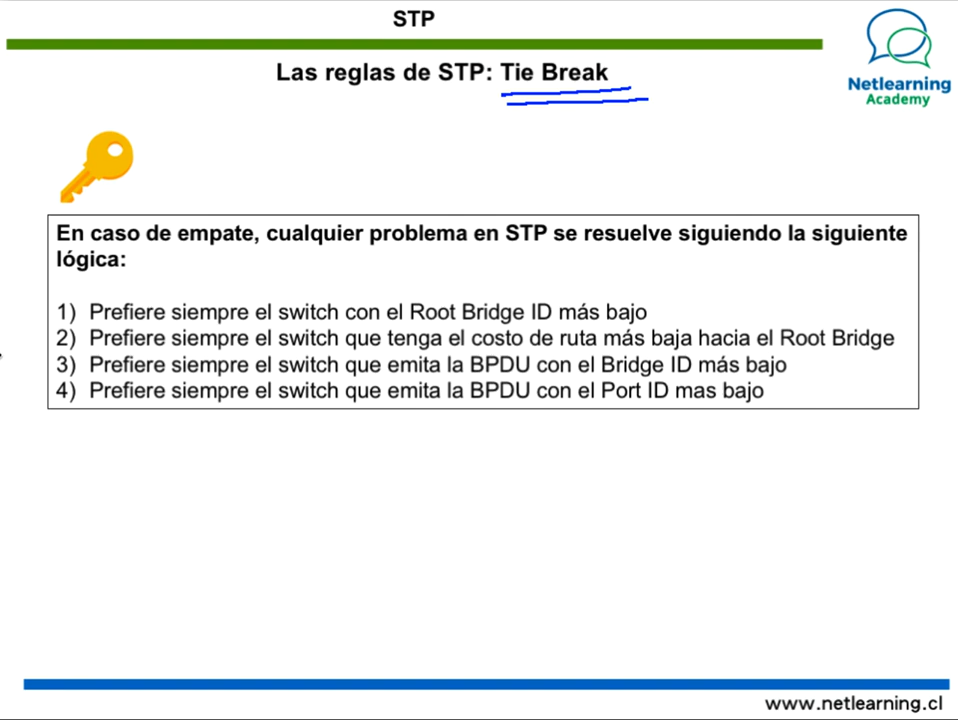 STP
Las reglas de STP: Tie Break
Netlearning
Academy
En caso de empate, cualquier problema en STP se resuelve siguiendo la siguiente
lógica:
1) Prefiere siempre el switch con el Root Bridge ID más bajo
2) Prefiere siempre el switch que tenga el costo de ruta más baja hacia el Root Bridge
3) Prefiere siempre el switch que emita la BPDU con el Bridge ID más bajo
4) Prefiere siempre el switch que emita la BPDU con el Port ID mas bajo
www.netlearning.cl